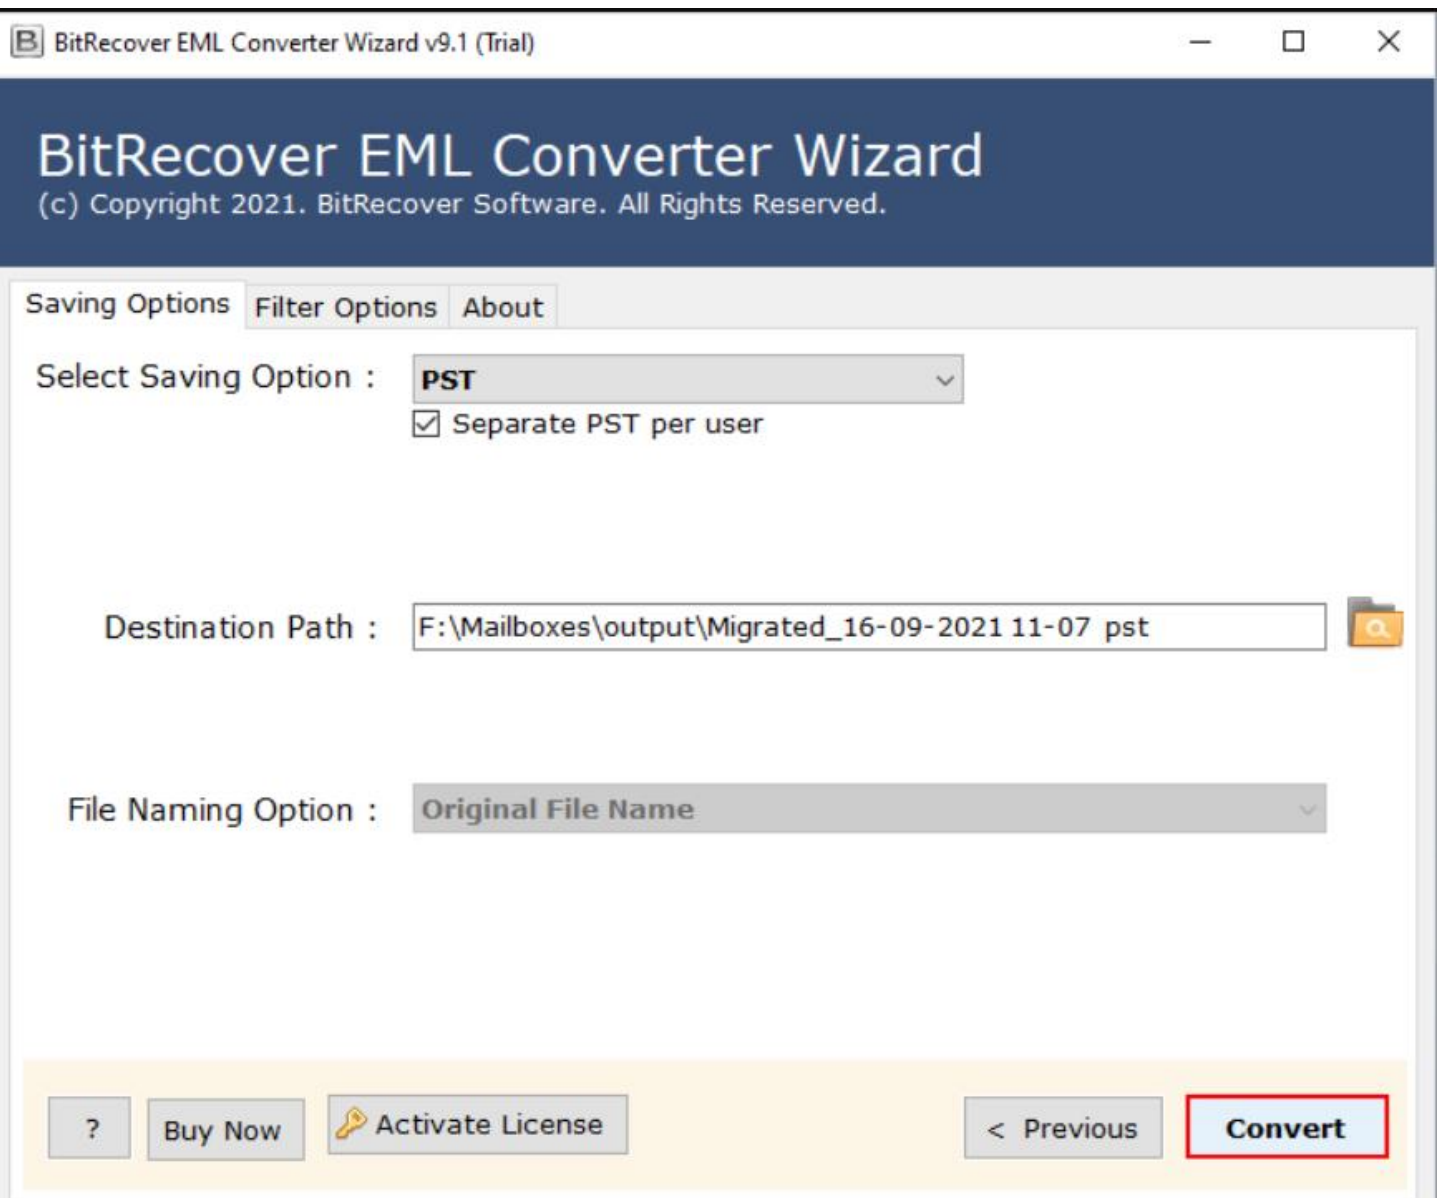 BitRecover EML Converter Wizard v9.1 (Trial)
BitRecover EML Converter Wizard
(c) Copyright 2021. BitRecover Software. All Rights Reserved.
Saving Options Filter Options About
Select Saving Option : PST
Separate PST per user
Destination Path : F:\Mailboxes\output\Migrated_16-09-2021 11-07 pst
File Naming Option : Original File Name
? Buy Now Activate License < Previous Convert